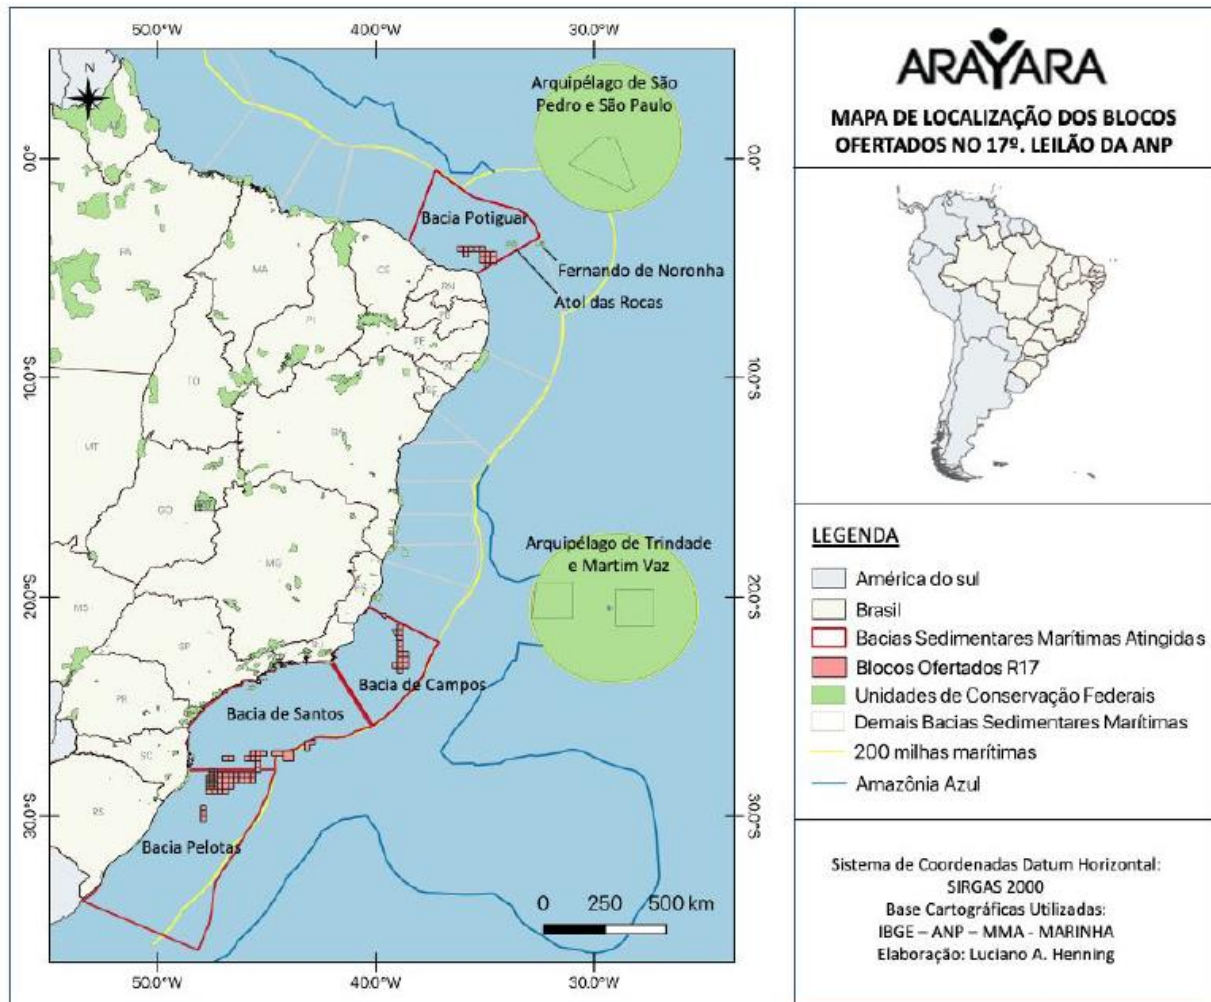 50.0°W 40.0°W 30.0°W
N
0.0°
0.0°
10.0°S
10.0°S
20.0°S
20.0°S
30.0°S
30.0°S
Arquipélago de São
Pedro e São Paulo
Bacia Potiguar
Fernando de Noronha
Atol das Rocas
PA
MA
CE
RN
PB
PI
PE
AL
SE
TO
BA
MT
GO
MG
ES
MS
SP
RJ
PR
SC
RS
Arquipélago de Trindade
e Martim Vaz
Bacia de Campos
Bacia de Santos
Bacia Pelotas
0 250 500 km
50.0°W 40.0°W 30.0°W
ARAYARA
MAPA DE LOCALIZAÇÃO DOS BLOCOS
OFERTADOS NO 17º. LEILÃO DA ANP
LEGENDA
América do sul
Brasil
Bacias Sedimentares Marítimas Atingidas
Blocos Ofertados R17
Unidades de Conservação Federais
Demais Bacias Sedimentares Marítimas
200 milhas marítimas
Amazônia Azul
Sistema de Coordenadas Datum Horizontal:
SIRGAS 2000
Base Cartográficas Utilizadas:
IBGE – ANP – MMA - MARINHA
Elaboração: Luciano A. Henning